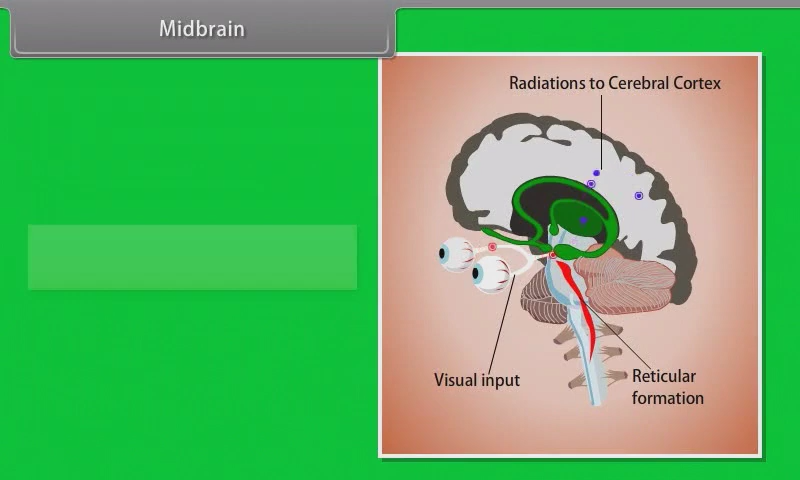 Midbrain
Radiations to Cerebral Cortex
Visual input
Reticular
formation